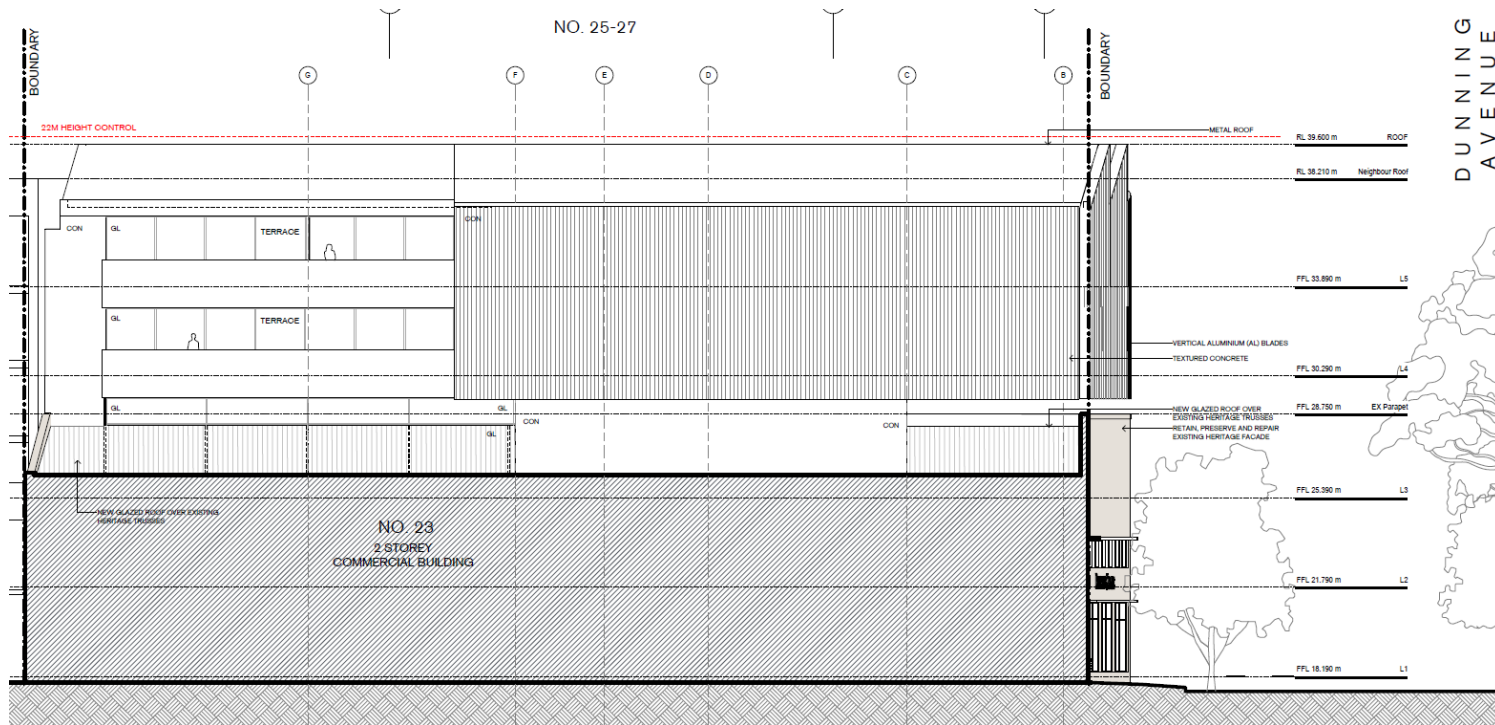 NO. 25-27
DUNNING
AVENUE
BOUNDARY
BOUNDARY
G
F
E
D
C
B
22M HEIGHT CONTROL
METAL ROOF
RL 39.600 m ROOF
RL 38.210 m Neighbour Roof
CON
GL
TERRACE
CON
FFL 33.890 m L5
GL
TERRACE
VERTICAL ALUMINIUM (AL) BLADES
TEXTURED CONCRETE
FFL 30.290 m L4
GL
GL
NEW GLAZED ROOF OVER
EXISTING HERITAGE TRUSSES
FFL 28.750 m EX Parapet
CON
CON
RETAIN, PRESERVE AND REPAIR
EXISTING HERITAGE FACADE
GL
FFL 25.390 m L3
NEW GLAZED ROOF OVER EXISTING
HERITAGE TRUSSES
NO. 23
2 STOREY
COMMERCIAL BUILDING
FFL 21.790 m L2
FFL 18.190 m L1